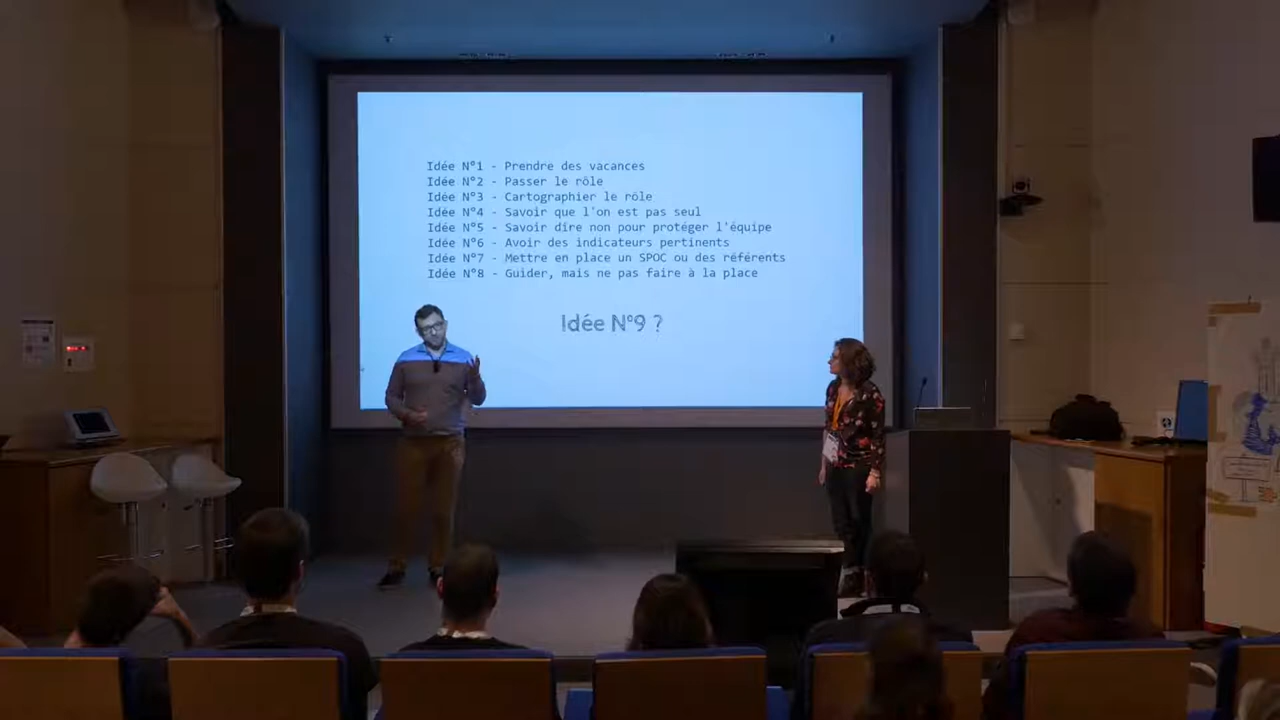 Idée N°1 - Prendre des vacances
Idée N°2 - Passer le rôle
Idée N°3 - Cartographier le rôle
Idée N°4 - Savoir que l'on est pas seul
Idée N°5 - Savoir dire non pour protéger l'équipe
Idée N°6 - Avoir des indicateurs pertinents
Idée N°7 - Mettre en place un SPOC ou des référents
Idée N°8 - Guider, mais ne pas faire à la place
Idée N°9 ?